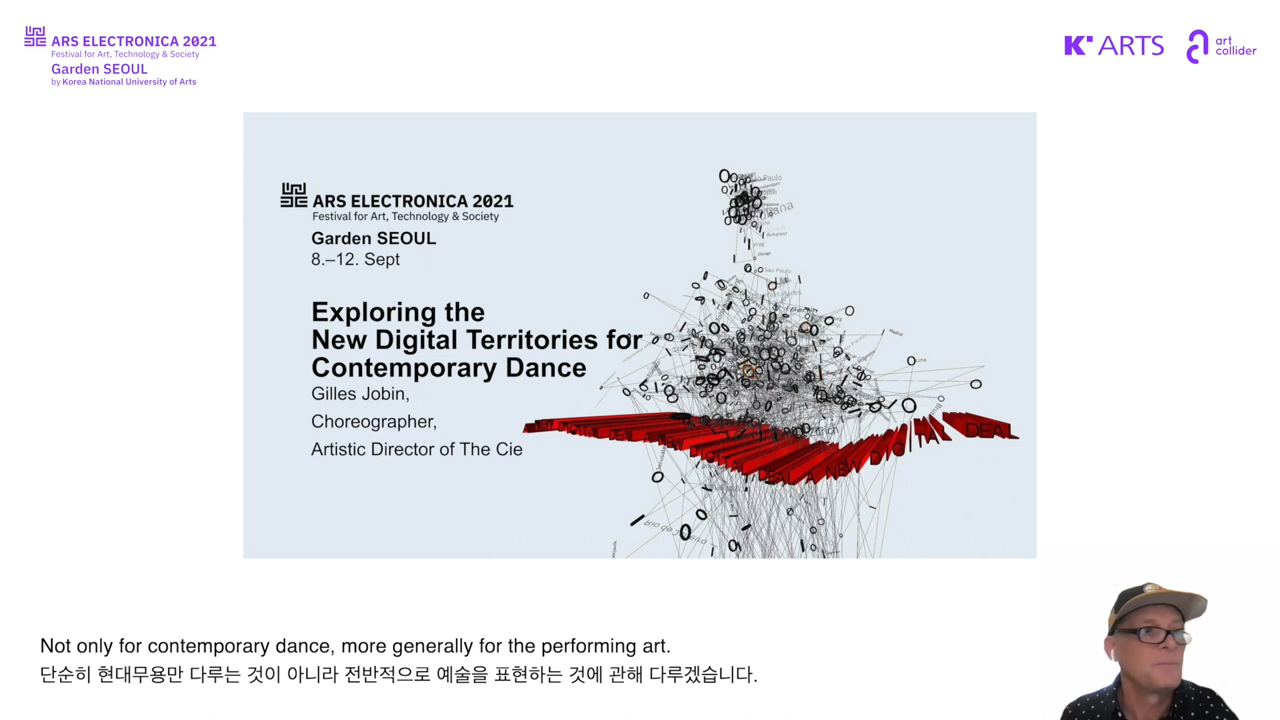 ARS ELECTRONICA 2021
Festival for Art, Technology & Society
Garden SEOUL
by Korea National University of Arts
K' ARTS
art
collider
ARS ELECTRONICA 2021
Festival for Art, Technology & Society
Garden SEOUL
8.–12. Sept
Exploring the
New Digital Territories for
Contemporary Dance
Gilles Jobin,
Choreographer,
Artistic Director of The Cie
DIGITAL DEAL A NEW DIGITAL DEAL
Not only for contemporary dance, more generally for the performing art.
단순히 현대무용만 다루는 것이 아니라 전반적으로 예술을 표현하는 것에 관해 다루겠습니다.